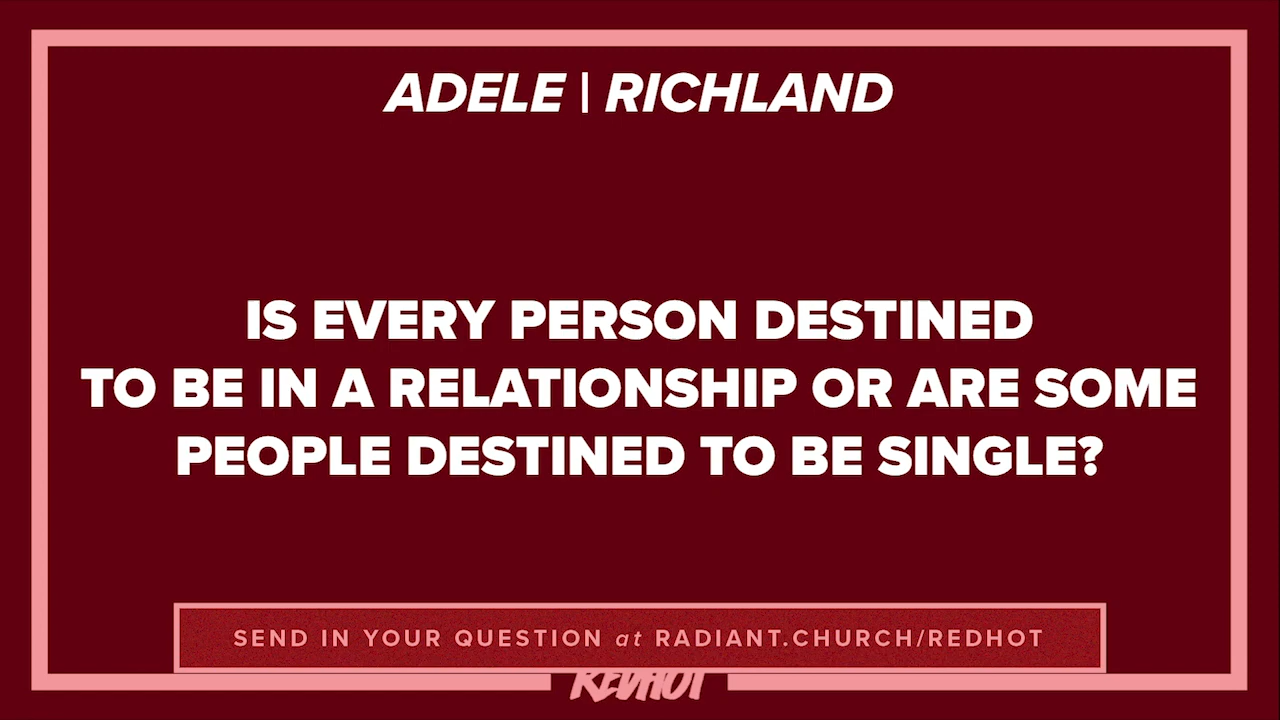 ADELE | RICHLAND
IS EVERY PERSON DESTINED
TO BE IN A RELATIONSHIP OR ARE SOME
PEOPLE DESTINED TO BE SINGLE?
SEND IN YOUR QUESTION at RADIANT.CHURCH/REDHOT
REDHOT